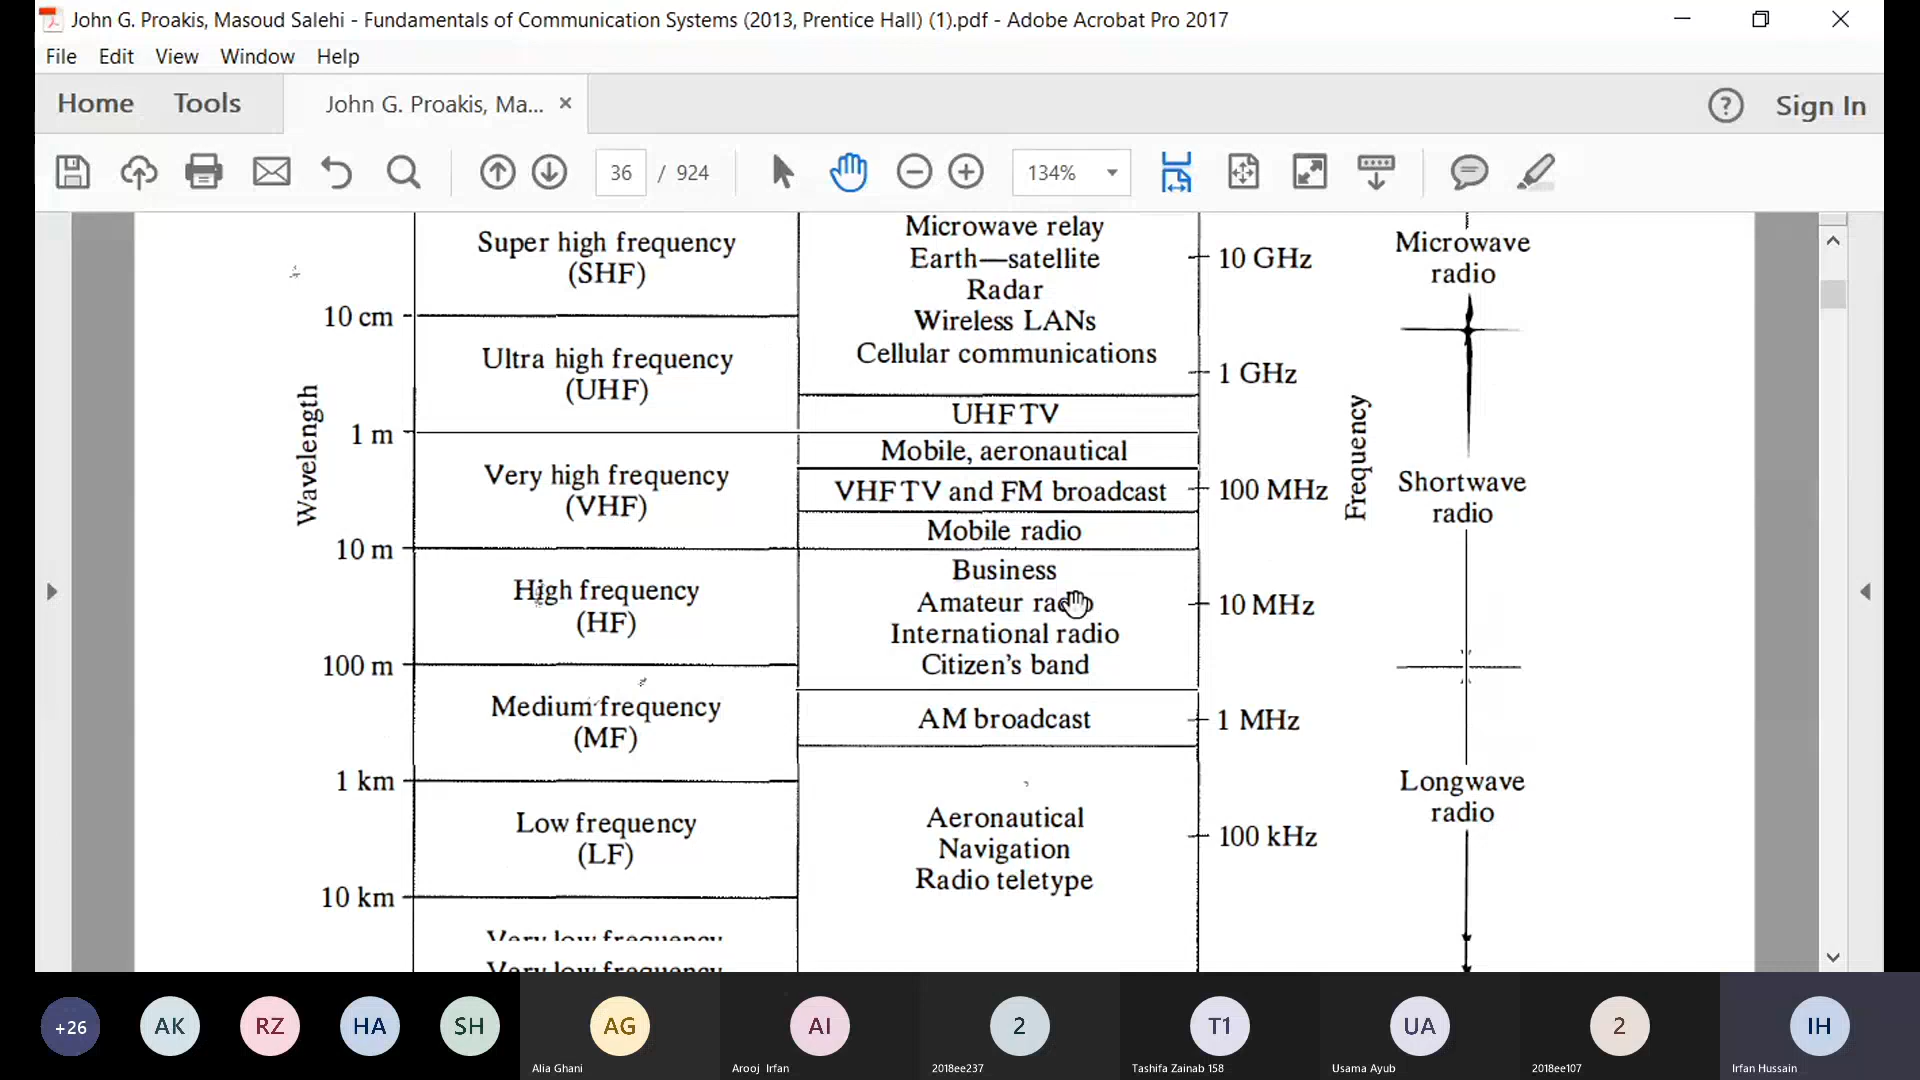 John G. Proakis, Masoud Salehi - Fundamentals of Communication Systems (2013, Prentice Hall) (1).pdf - Adobe Acrobat Pro 2017
File Edit View Window Help
Home Tools John G. Proakis, Ma... × ? Sign In
36 / 924 134%
Super high frequency
(SHF)
Ultra high frequency
(UHF)
Very high frequency
(VHF)
High frequency
(HF)
Medium frequency
(MF)
Low frequency
(LF)
Very low frequency
Very low frequency
Wavelength
10 cm
1 m
10 m
100 m
1 km
10 km
Microwave relay
Earth—satellite
Radar
Wireless LANs
Cellular communications
UHF TV
Mobile, aeronautical
VHF TV and FM broadcast
Mobile radio
Business
Amateur radio
International radio
Citizen's band
AM broadcast
Aeronautical
Navigation
Radio teletype
10 GHz
1 GHz
100 MHz
10 MHz
1 MHz
100 kHz
Frequency
Microwave
radio
Shortwave
radio
Longwave
radio
+26 AK RZ HA SH AG AI 2 T1 UA 2 IH
Alia Ghani Arooj Irfan 2018ee237 Tashifa Zainab 158 Usama Ayub 2018ee107 Irfan Hussain